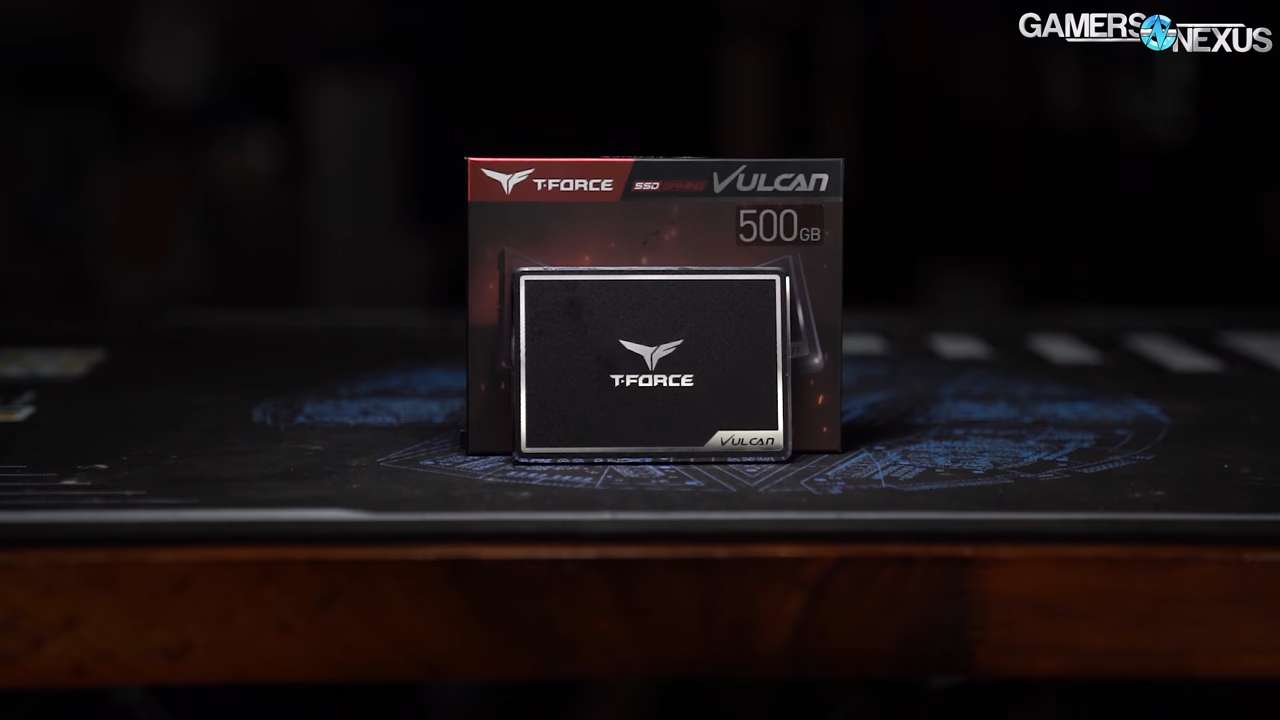 GAMERS NEXUS
T-FORCE SSD GAMING VULCAN
500GB
T-FORCE
VULCAN